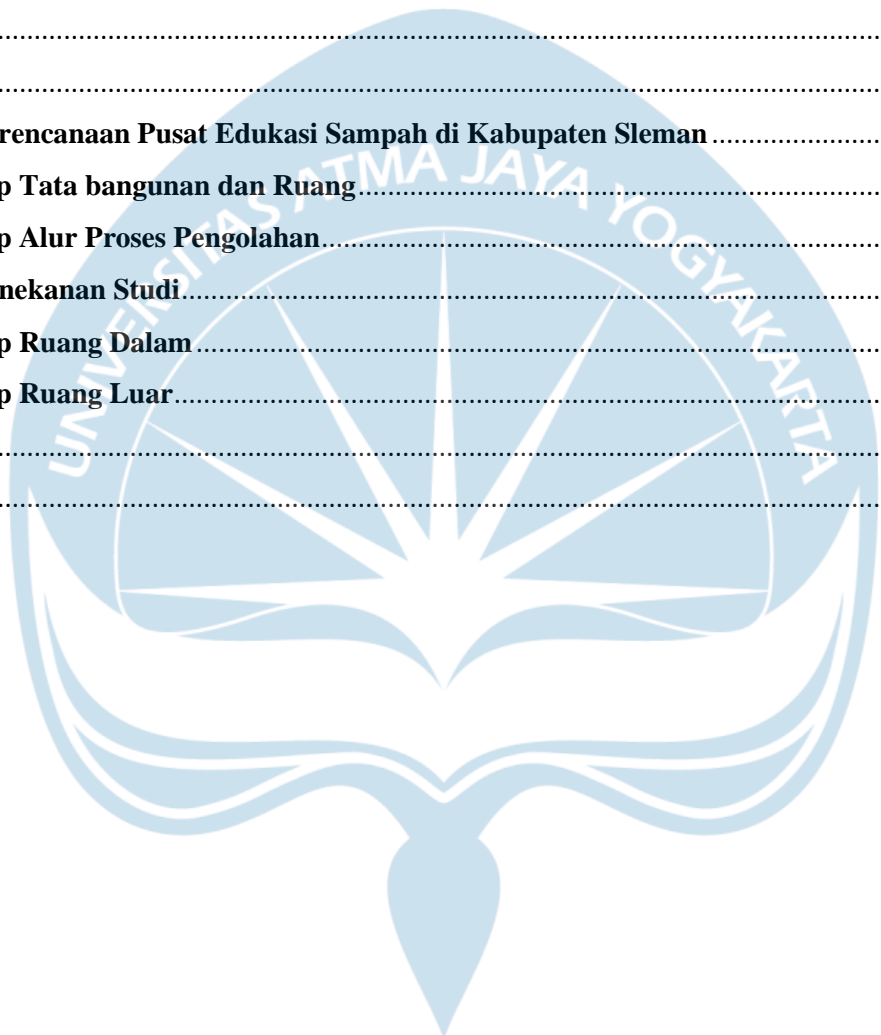 ....................................................................................................
....................................................................................................
rencanaan Pusat Edukasi Sampah di Kabupaten Sleman....................
p Tata bangunan dan Ruang....................................................................
p Alur Proses Pengolahan........................................................................
nekanan Studi............................................................................................
p Ruang Dalam.........................................................................................
p Ruang Luar............................................................................................
....................................................................................................
....................................................................................................
UNIVERSITAS ATMA JAYA YOGYAKARTA